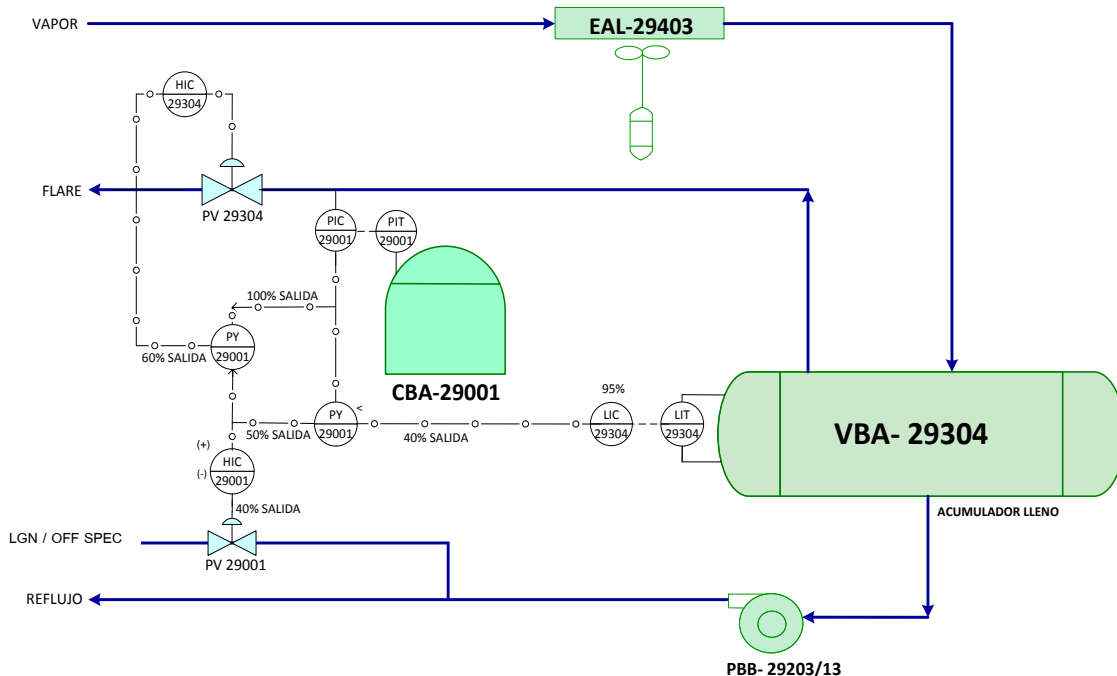 VAPOR
EAL-29403
HIC
29304
FLARE
PV 29304
PIC
29001
PIT
29001
100% SALIDA
PY
29001
60% SALIDA
CBA-29001
95%
PY
29001
<
50% SALIDA
40% SALIDA
LIC
29304
LIT
29304
VBA- 29304
(+)
(-)
HIC
29001
40% SALIDA
ACUMULADOR LLENO
LGN / OFF SPEC
PV 29001
REFLUJO
PBB- 29203/13